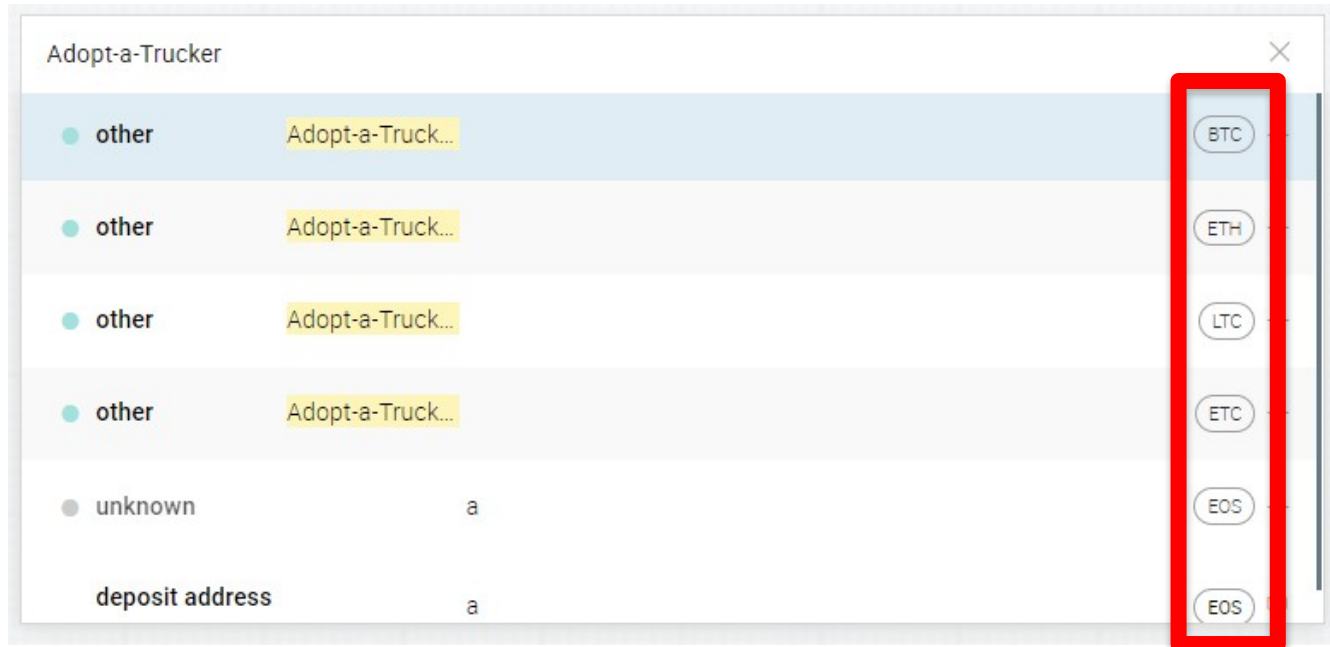 Adopt-a-Trucker
other Adopt-a-Truck... BTC
other Adopt-a-Truck... ETH
other Adopt-a-Truck... LTC
other Adopt-a-Truck... ETC
unknown a EOS
deposit address a EOS